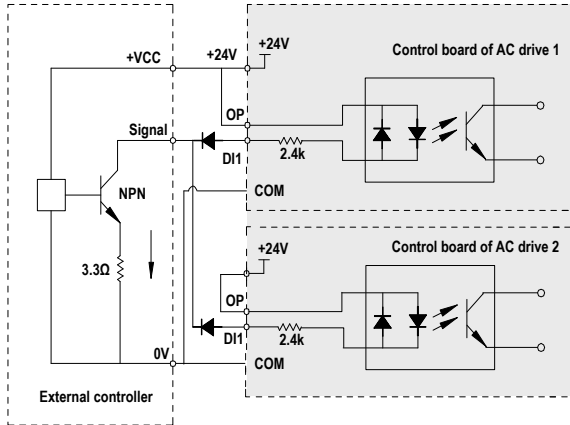 +VCC
Signal
NPN
3.3Ω
0V
External controller
+24V
+24V
OP
DI1
2.4k
COM
Control board of AC drive 1
+24V
OP
DI1
2.4k
COM
Control board of AC drive 2